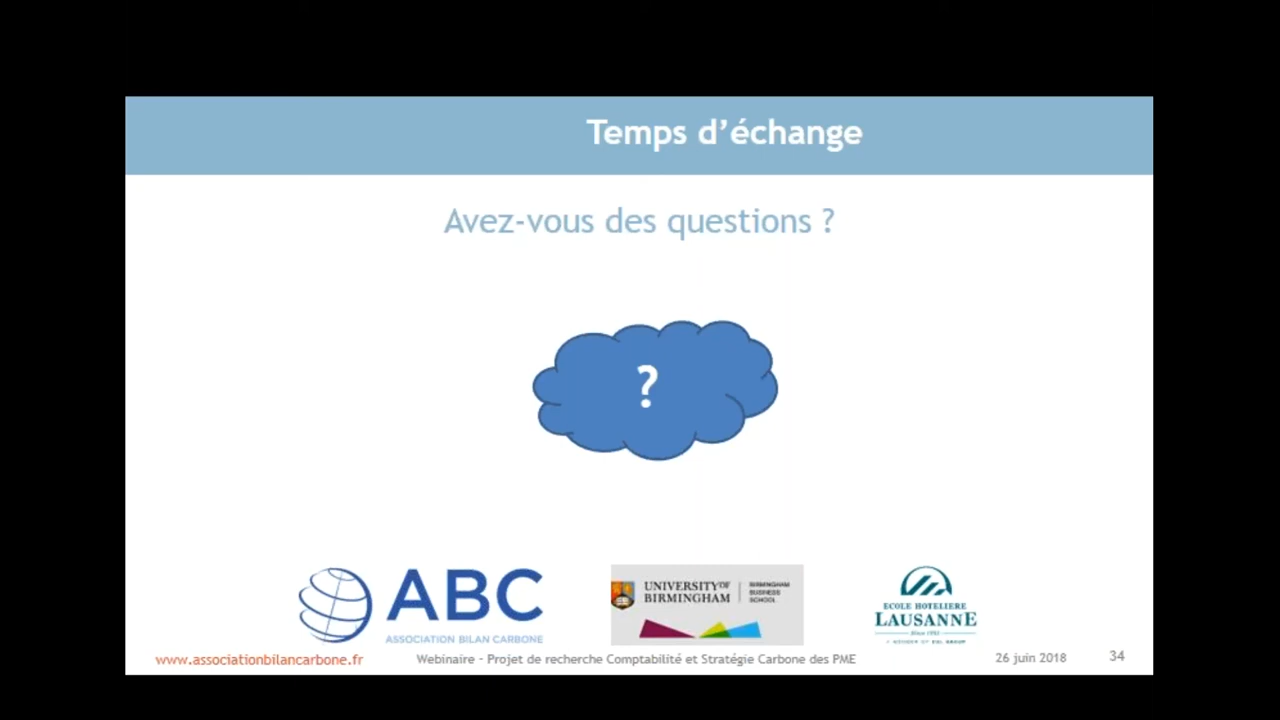 Temps d'échange
Avez-vous des questions ?
?
ABC
ASSOCIATION BILAN CARBONE
UNIVERSITY OF
BIRMINGHAM
BIRMINGHAM
BUSINESS
SCHOOL
ECOLE HOTELIERE
LAUSANNE
Since 1893
www.associationbilancarbone.fr
Webinaire - Projet de recherche Comptabilité et Stratégie Carbone des PME
26 juin 2018
34